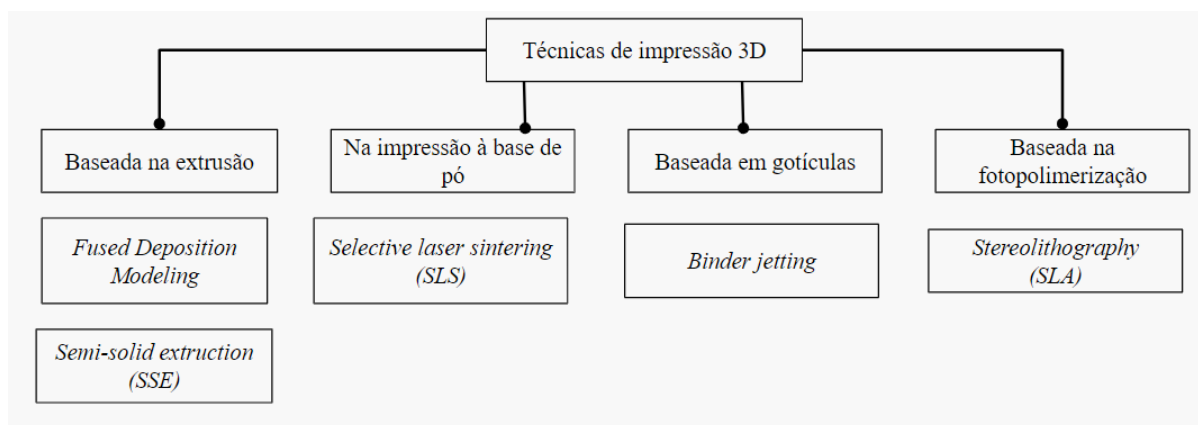 Técnicas de impressão 3D
Baseada na extrusão
Na impressão à base de
pó
Baseada em gotículas
Baseada na
fotopolimerização
Fused Deposition
Modeling
Selective laser sintering
(SLS)
Binder jetting
Stereolithography
(SLA)
Semi-solid extruction
(SSE)